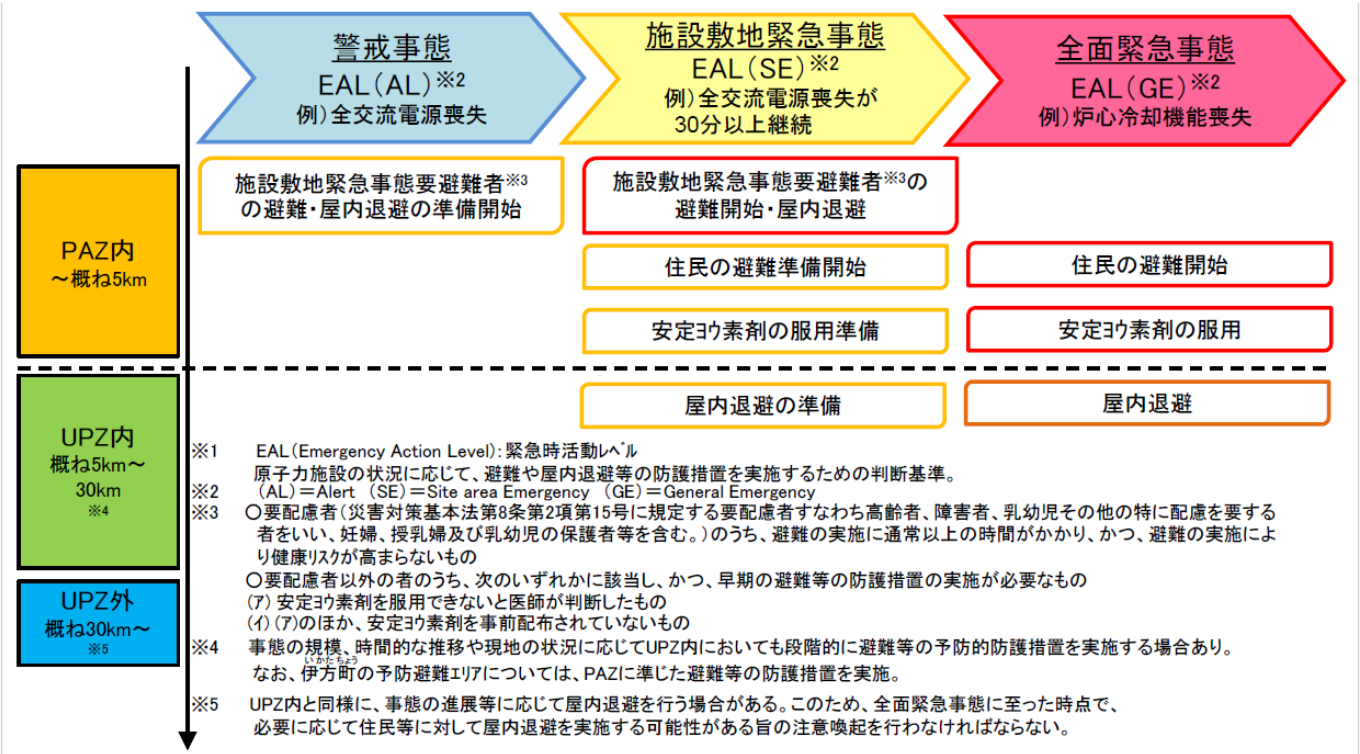 警戒事態
EAL(AL)※2
例)全交流電源喪失
施設敷地緊急事態
EAL(SE)※2
例)全交流電源喪失が
30分以上継続
全面緊急事態
EAL(GE)※2
例)炉心冷却機能喪失
PAZ内
～概ね5km
施設敷地緊急事態要避難者※3
の避難・屋内退避の準備開始
施設敷地緊急事態要避難者※3の
避難開始・屋内退避
住民の避難準備開始
住民の避難開始
安定ﾖｳ素剤の服用準備
安定ﾖｳ素剤の服用
UPZ内
概ね5km～
30km
※4
屋内退避の準備
屋内退避
UPZ外
概ね30km～
※5
※1 EAL(Emergency Action Level):緊急時活動ﾚﾍﾞﾙ
原子力施設の状況に応じて、避難や屋内退避等の防護措置を実施するための判断基準。
※2 (AL)＝Alert (SE)＝Site area Emergency (GE)＝General Emergency
※3 〇要配慮者(災害対策基本法第8条第2項第15号に規定する要配慮者すなわち高齢者、障害者、乳幼児その他の特に配慮を要する
者をいい、妊婦、授乳婦及び乳幼児の保護者等を含む。)のうち、避難の実施に通常以上の時間がかかり、かつ、避難の実施によ
り健康ﾘｽｸが高まらないもの
〇要配慮者以外の者のうち、次のいずれかに該当し、かつ、早期の避難等の防護措置の実施が必要なもの
(ア) 安定ﾖｳ素剤を服用できないと医師が判断したもの
(イ) (ア)のほか、安定ﾖｳ素剤を事前配布されていないもの
※4 事態の規模、時間的な推移や現地の状況に応じてUPZ内においても段階的に避難等の予防的防護措置を実施する場合あり。
いかたちょう
なお、伊方町の予防避難ｴﾘｱについては、PAZに準じた避難等の防護措置を実施。
※5 UPZ内と同様に、事態の進展等に応じて屋内退避を行う場合がある。このため、全面緊急事態に至った時点で、
必要に応じて住民等に対して屋内退避を実施する可能性がある旨の注意喚起を行わなければならない。